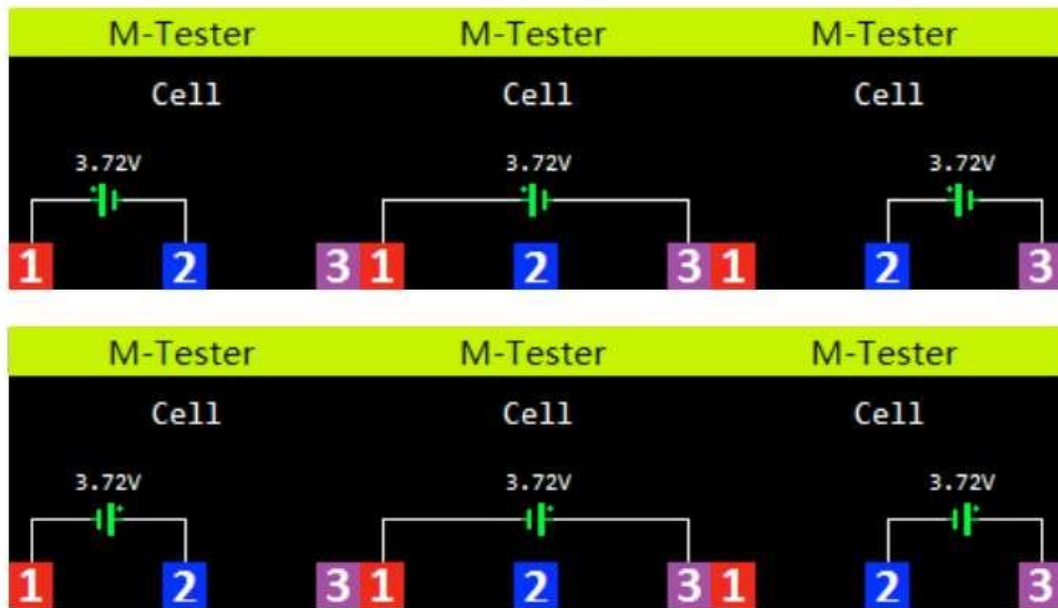 M-Tester M-Tester M-Tester
Cell Cell Cell
3.72V 3.72V 3.72V
+ + +
1 2 3 1 2 3 1 2 3
M-Tester M-Tester M-Tester
Cell Cell Cell
3.72V 3.72V 3.72V
+ + +
1 2 3 1 2 3 1 2 3